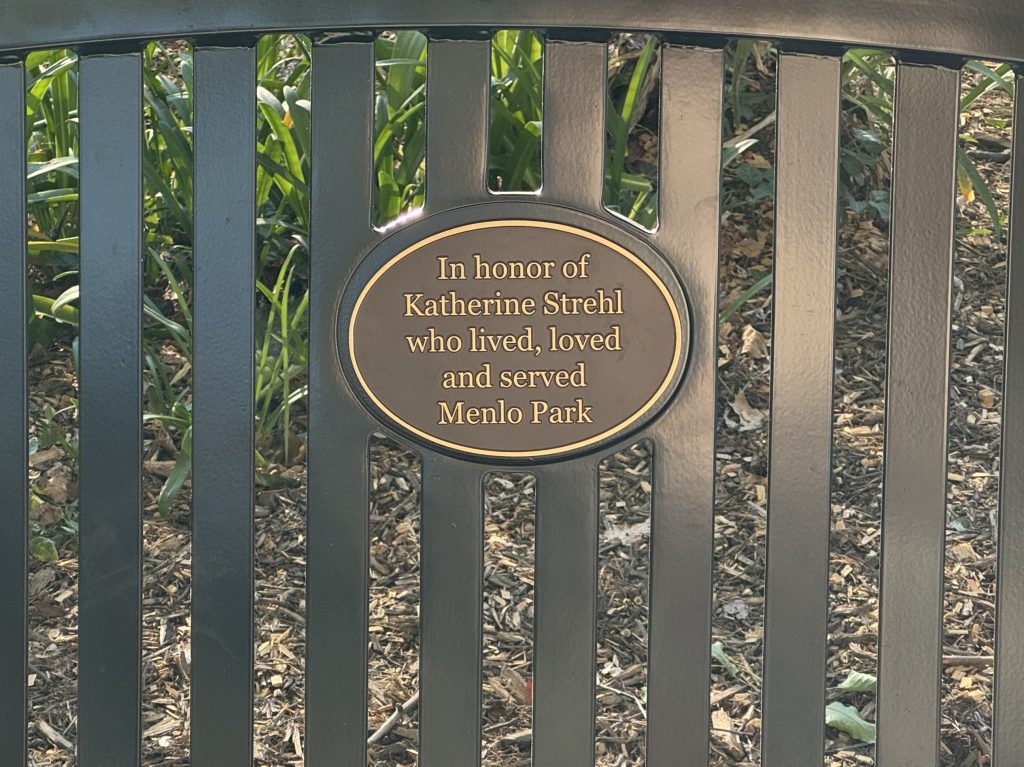 In honor of
Katherine Strehl
who lived, loved
and served
Menlo Park